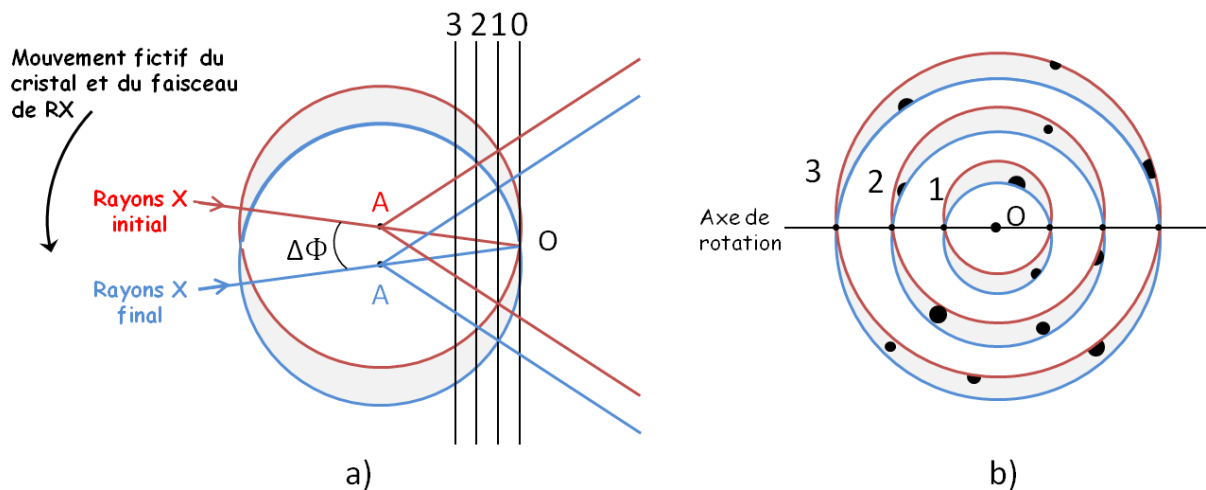 3 2 1 0
Mouvement fictif du
cristal et du faisceau
de RX
Rayons X
initial
A
ΔΦ
O
Rayons X
final
A
a)
3
2
1
O
Axe de
rotation
b)